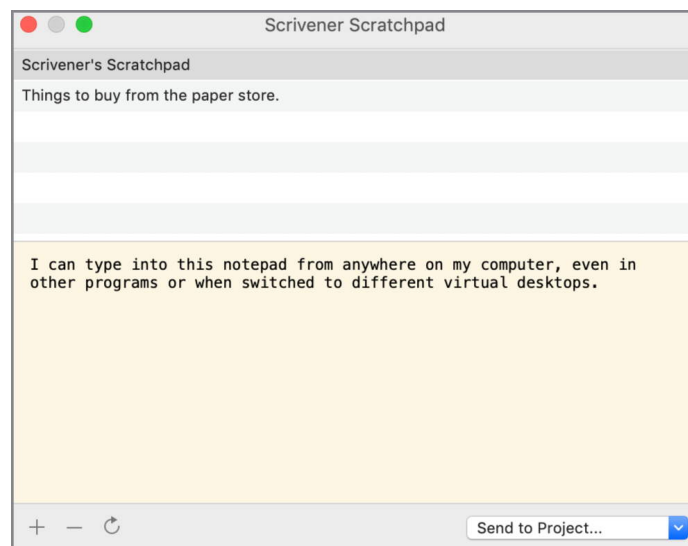 Scrivener Scratchpad
Scrivener's Scratchpad
Things to buy from the paper store.
I can type into this notepad from anywhere on my computer, even in
other programs or when switched to different virtual desktops.
Send to Project...